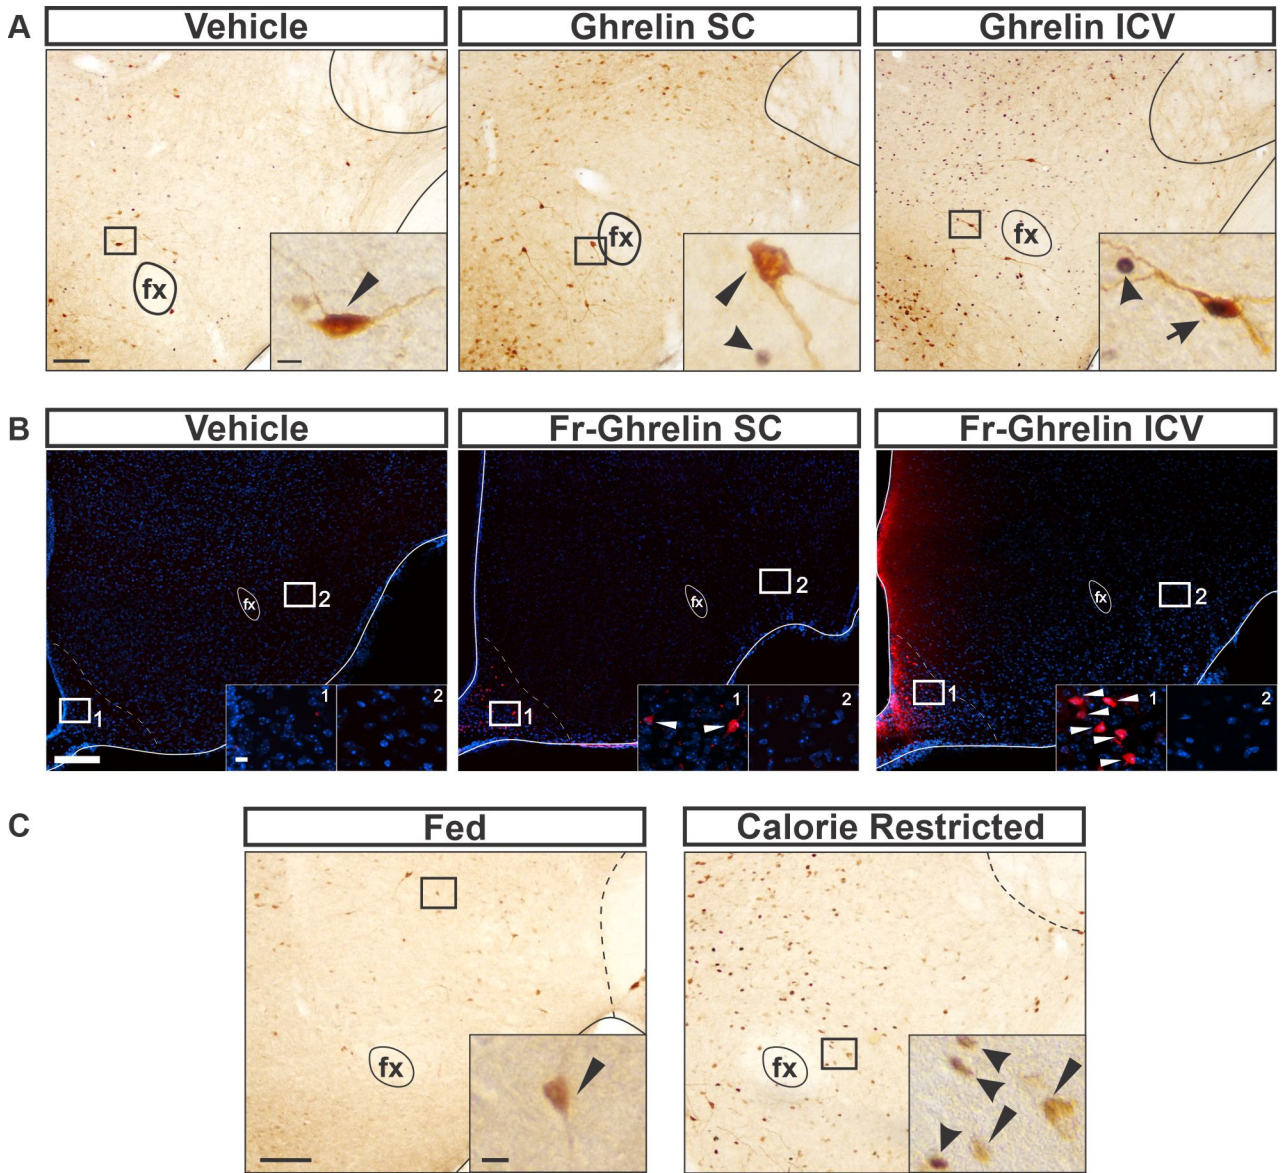 A
Vehicle
Ghrelin SC
Ghrelin ICV
fx
fx
fx
B
Vehicle
Fr-Ghrelin SC
Fr-Ghrelin ICV
fx
2
1
1
2
fx
2
1
1
2
fx
2
1
1
2
C
Fed
Calorie Restricted
fx
fx